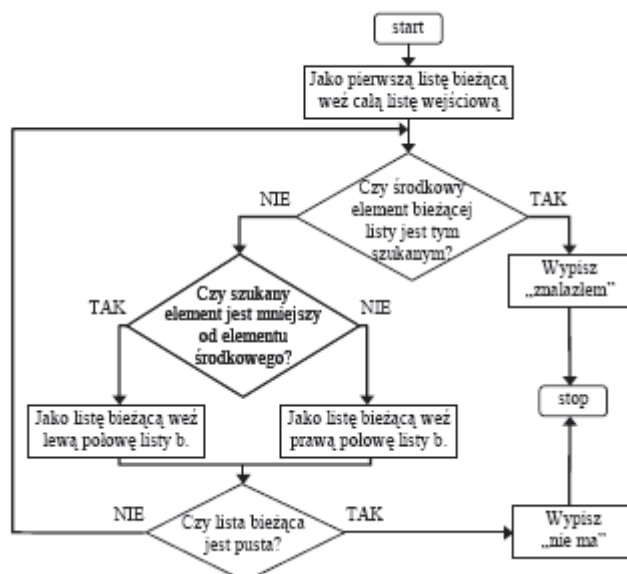 start
Jako pierwszą listę bieżącą
weź całą listę wejściową
NIE
Czy środkowy
element bieżącej
listy jest tym
szukanym?
TAK
Wypisz
„znalazłem”
TAK
Czy szukany
element jest mniejszy
od elementu
środkowego?
NIE
Jako listę bieżącą weź
lewą połowę listy b.
Jako listę bieżącą weź
prawą połowę listy b.
stop
NIE
Czy lista bieżąca
jest pusta?
TAK
Wypisz
„nie ma”